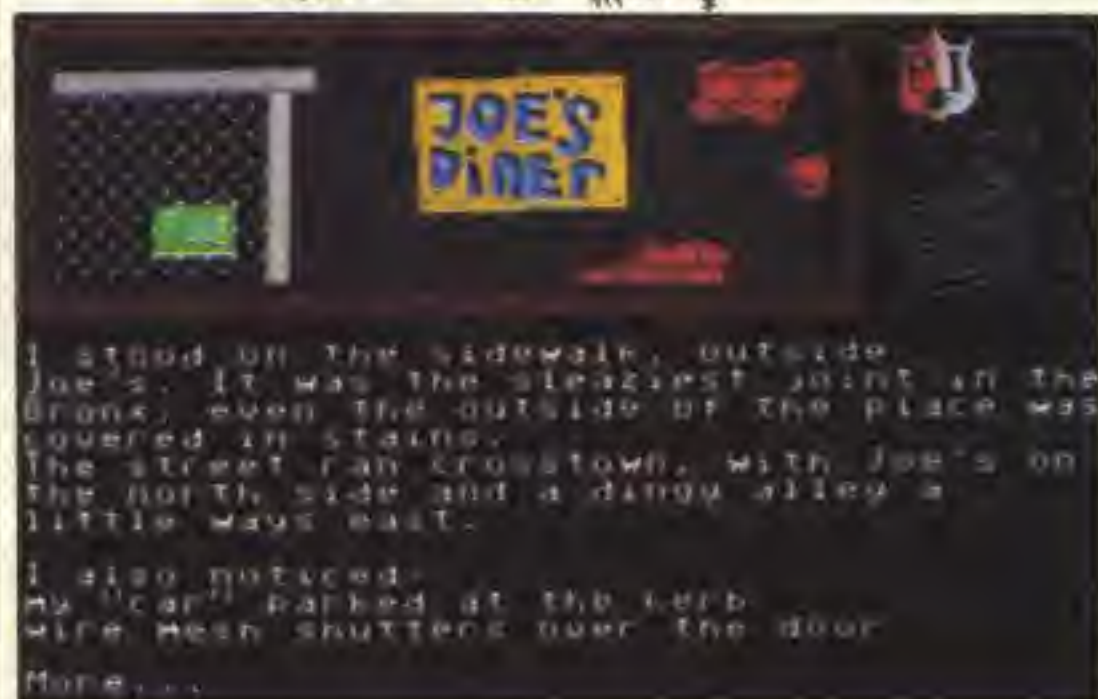 JOE'S
DiNEr
I stood on the sidewalk, outside
Joe's. It was the sleaziest joint in the
Bronx, even the outside of the place was
covered in stains.
The street ran crosstown, with Joe's on
the north side and a dingy alley a
little ways east.
I also noticed:
My "car" parked at the kerb
Wire mesh shutters over the door
More...